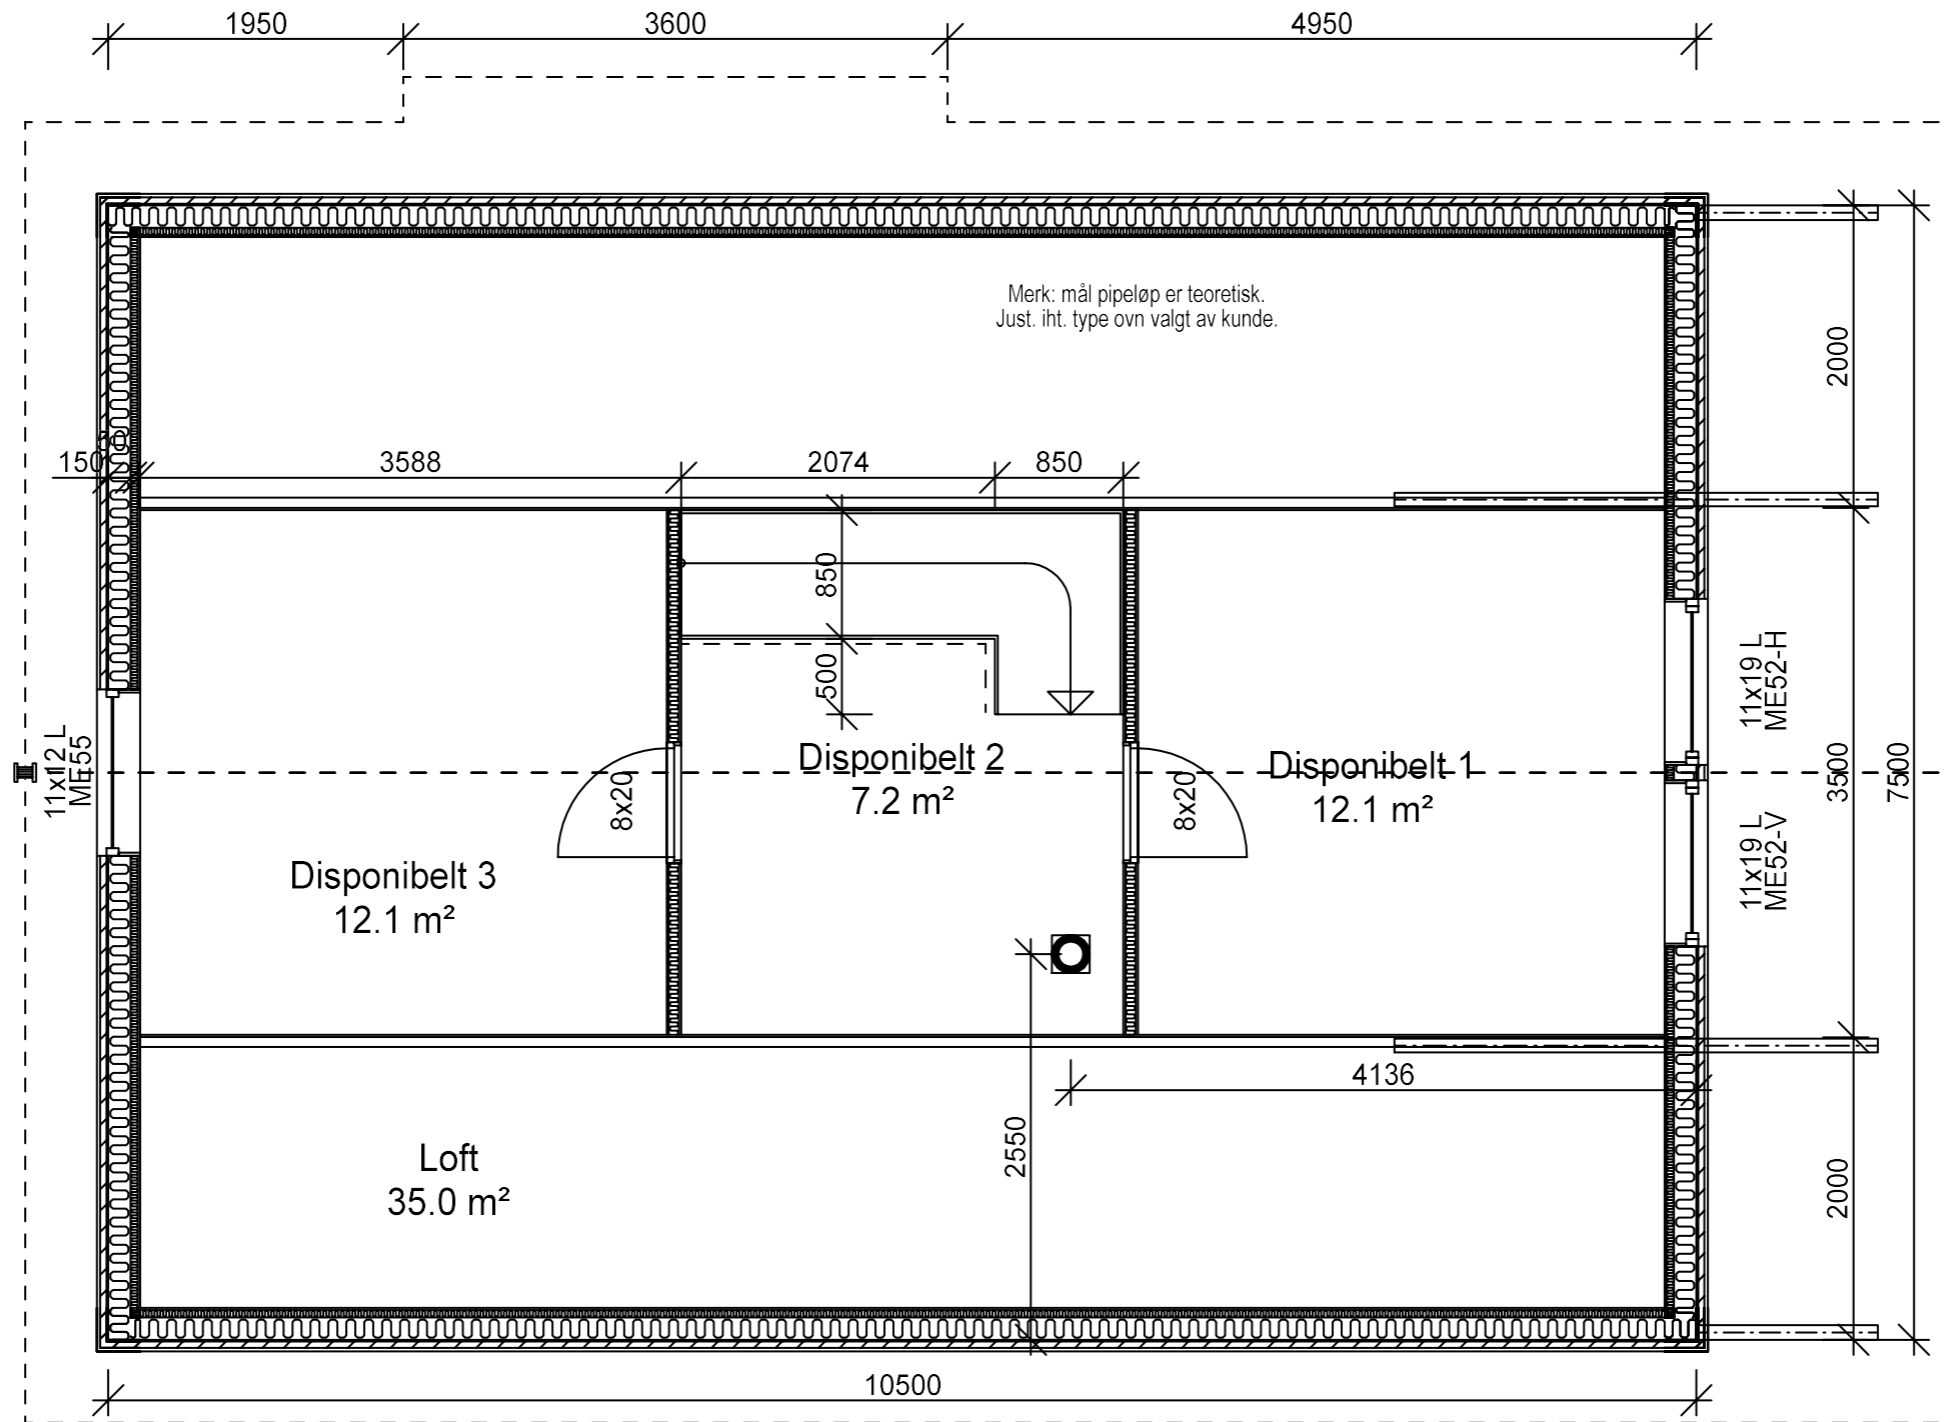 1950
3600
4950
Merk: mål pipeløp er teoretisk.
Just. iht. type ovn valgt av kunde.
2000
150
50
3588
2074
850
850
500
11x19 L
ME52-H
11x12 L
ME55
8x20
Disponibelt 2
7.2 m²
8x20
Disponibelt 1
12.1 m²
3500
7500
11x19 L
ME52-V
Disponibelt 3
12.1 m²
4136
2550
Loft
35.0 m²
2000
10500